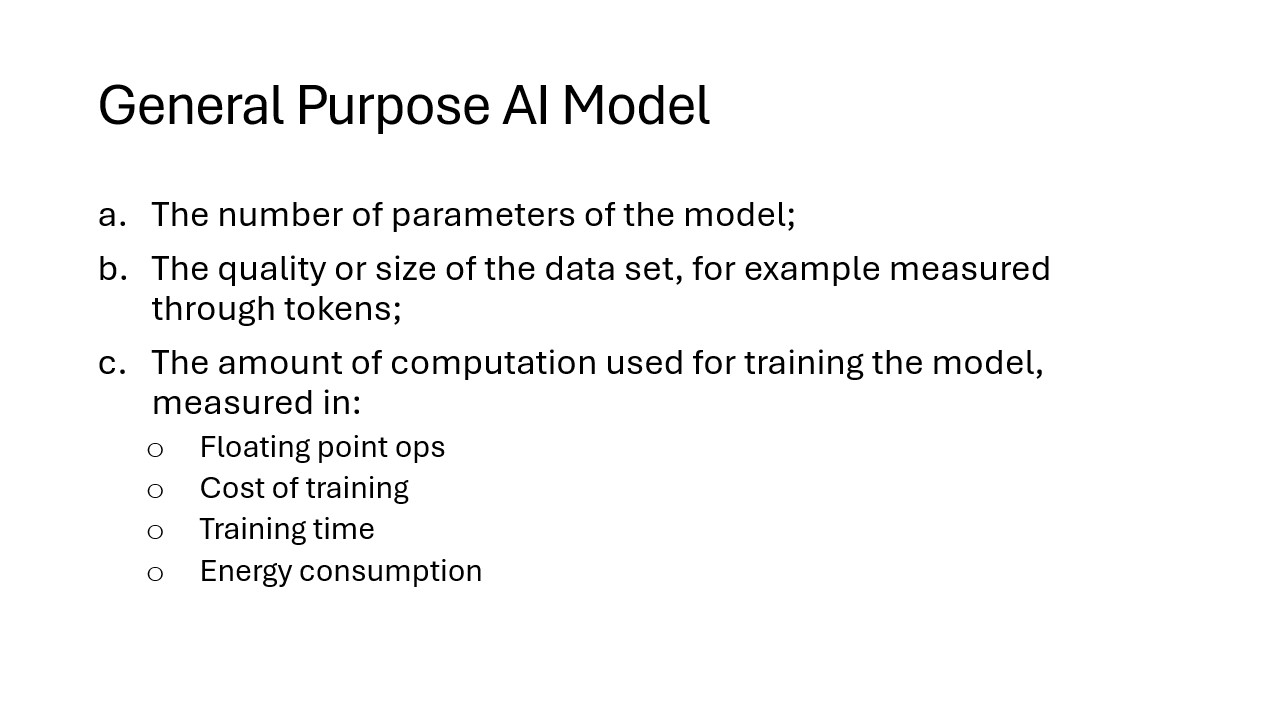 General Purpose AI Model
a. The number of parameters of the model;
b. The quality or size of the data set, for example measured
through tokens;
c. The amount of computation used for training the model,
measured in:
o Floating point ops
o Cost of training
o Training time
o Energy consumption